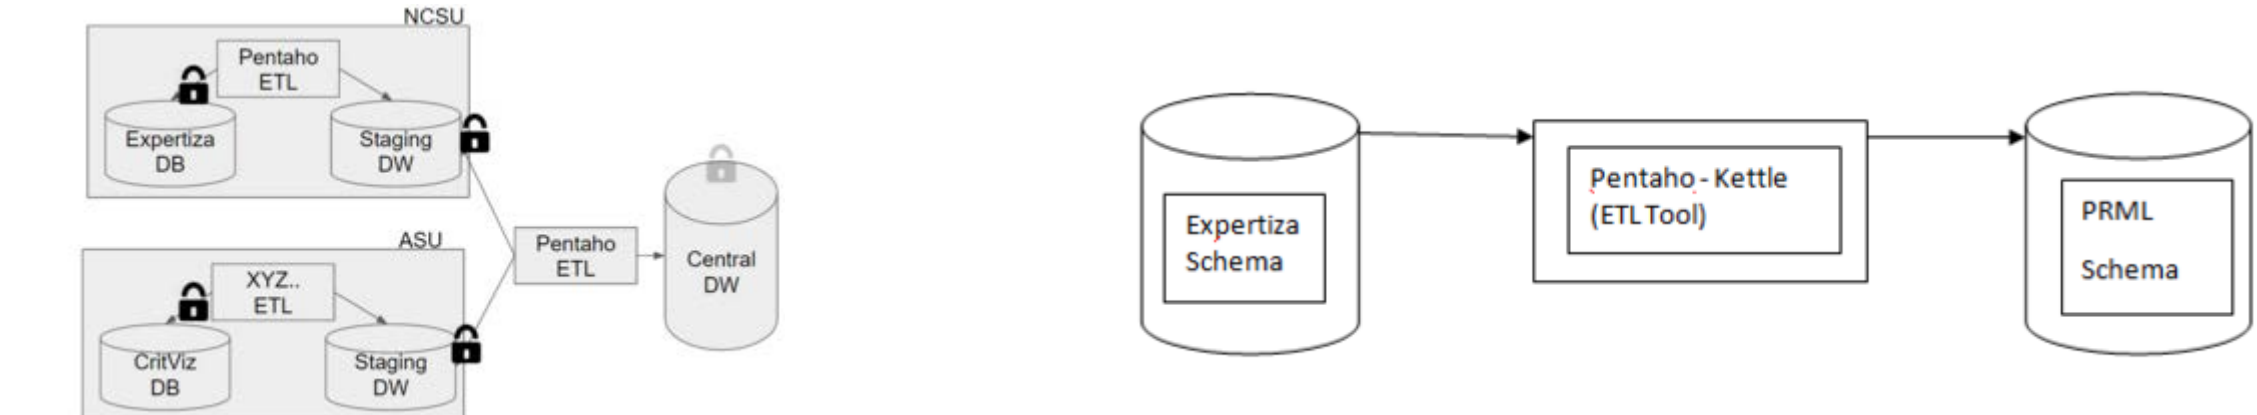 NCSU
Pentaho
ETL
Expertiza
DB
Staging
DW
ASU
XYZ..
ETL
CritViz
DB
Staging
DW
Pentaho
ETL
Central
DW
Expertiza
Schema
Pentaho - Kettle
(ETL Tool)
PRML
Schema